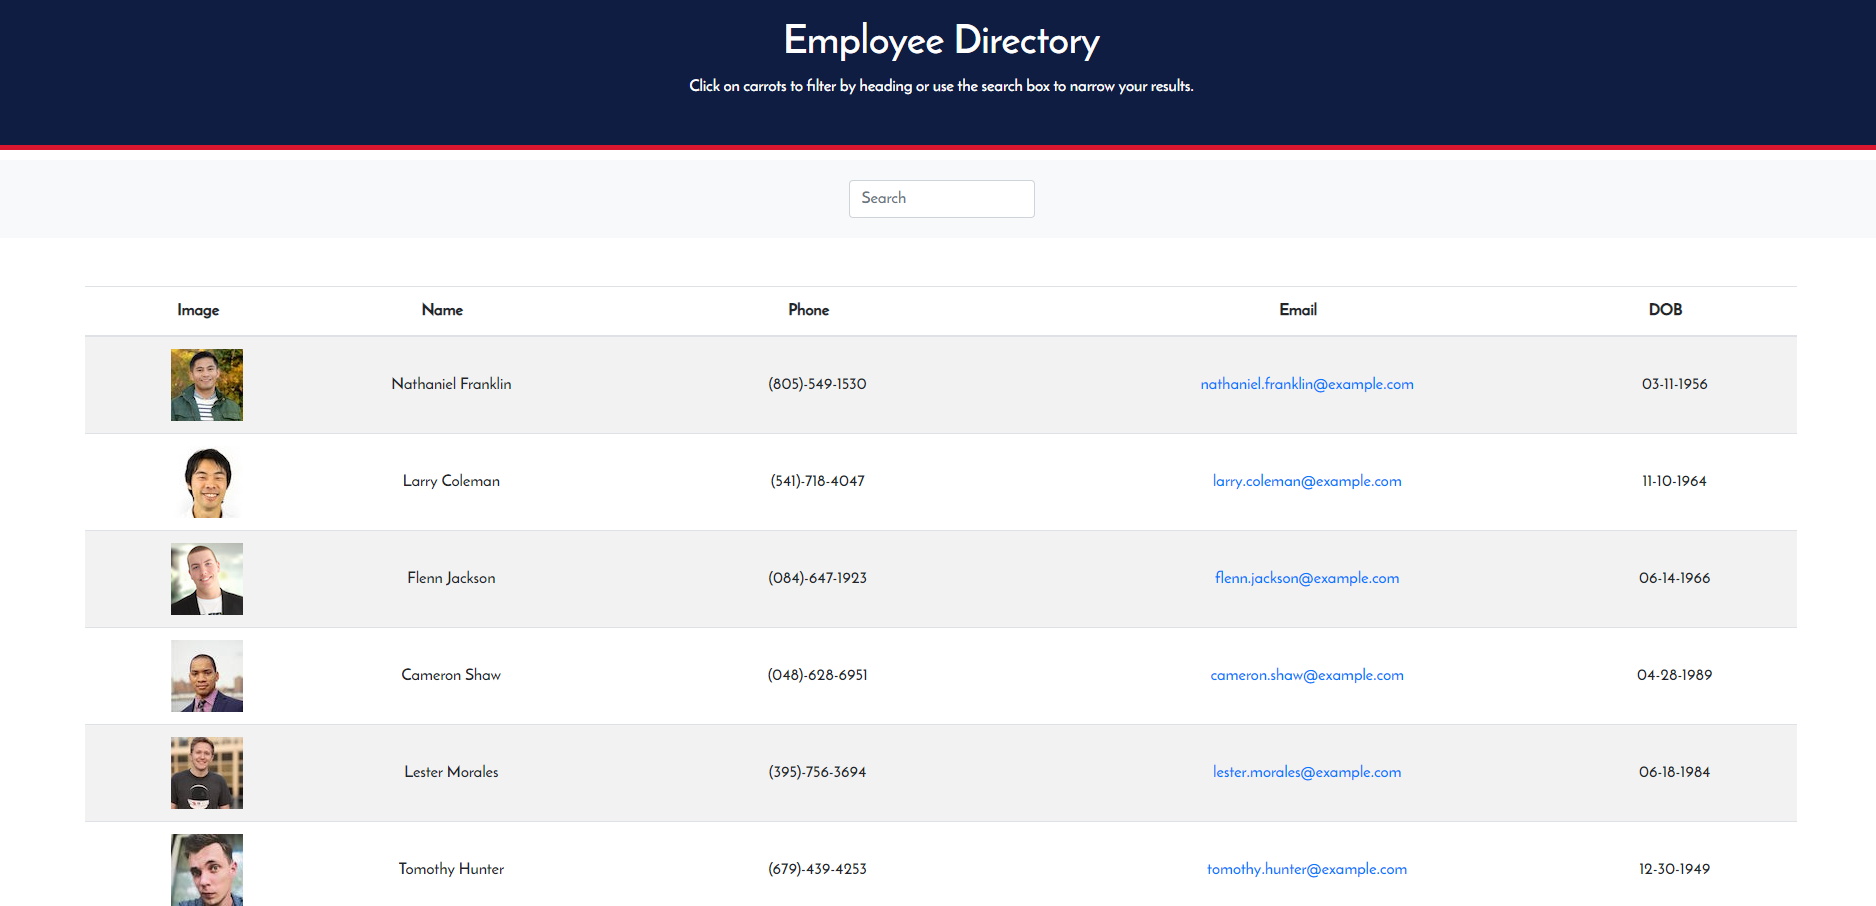 Employee Directory
Click on carrots to filter by heading or use the search box to narrow your results.
Search
Image Name Phone Email DOB
Nathaniel Franklin (805)-549-1530 nathaniel.franklin@example.com 03-11-1956
Larry Coleman (541)-718-4047 larry.coleman@example.com 11-10-1964
Flenn Jackson (084)-647-1923 flenn.jackson@example.com 06-14-1966
Cameron Shaw (048)-628-6951 cameron.shaw@example.com 04-28-1989
Lester Morales (395)-756-3694 lester.morales@example.com 06-18-1984
Tomothy Hunter (679)-439-4253 tomothy.hunter@example.com 12-30-1949